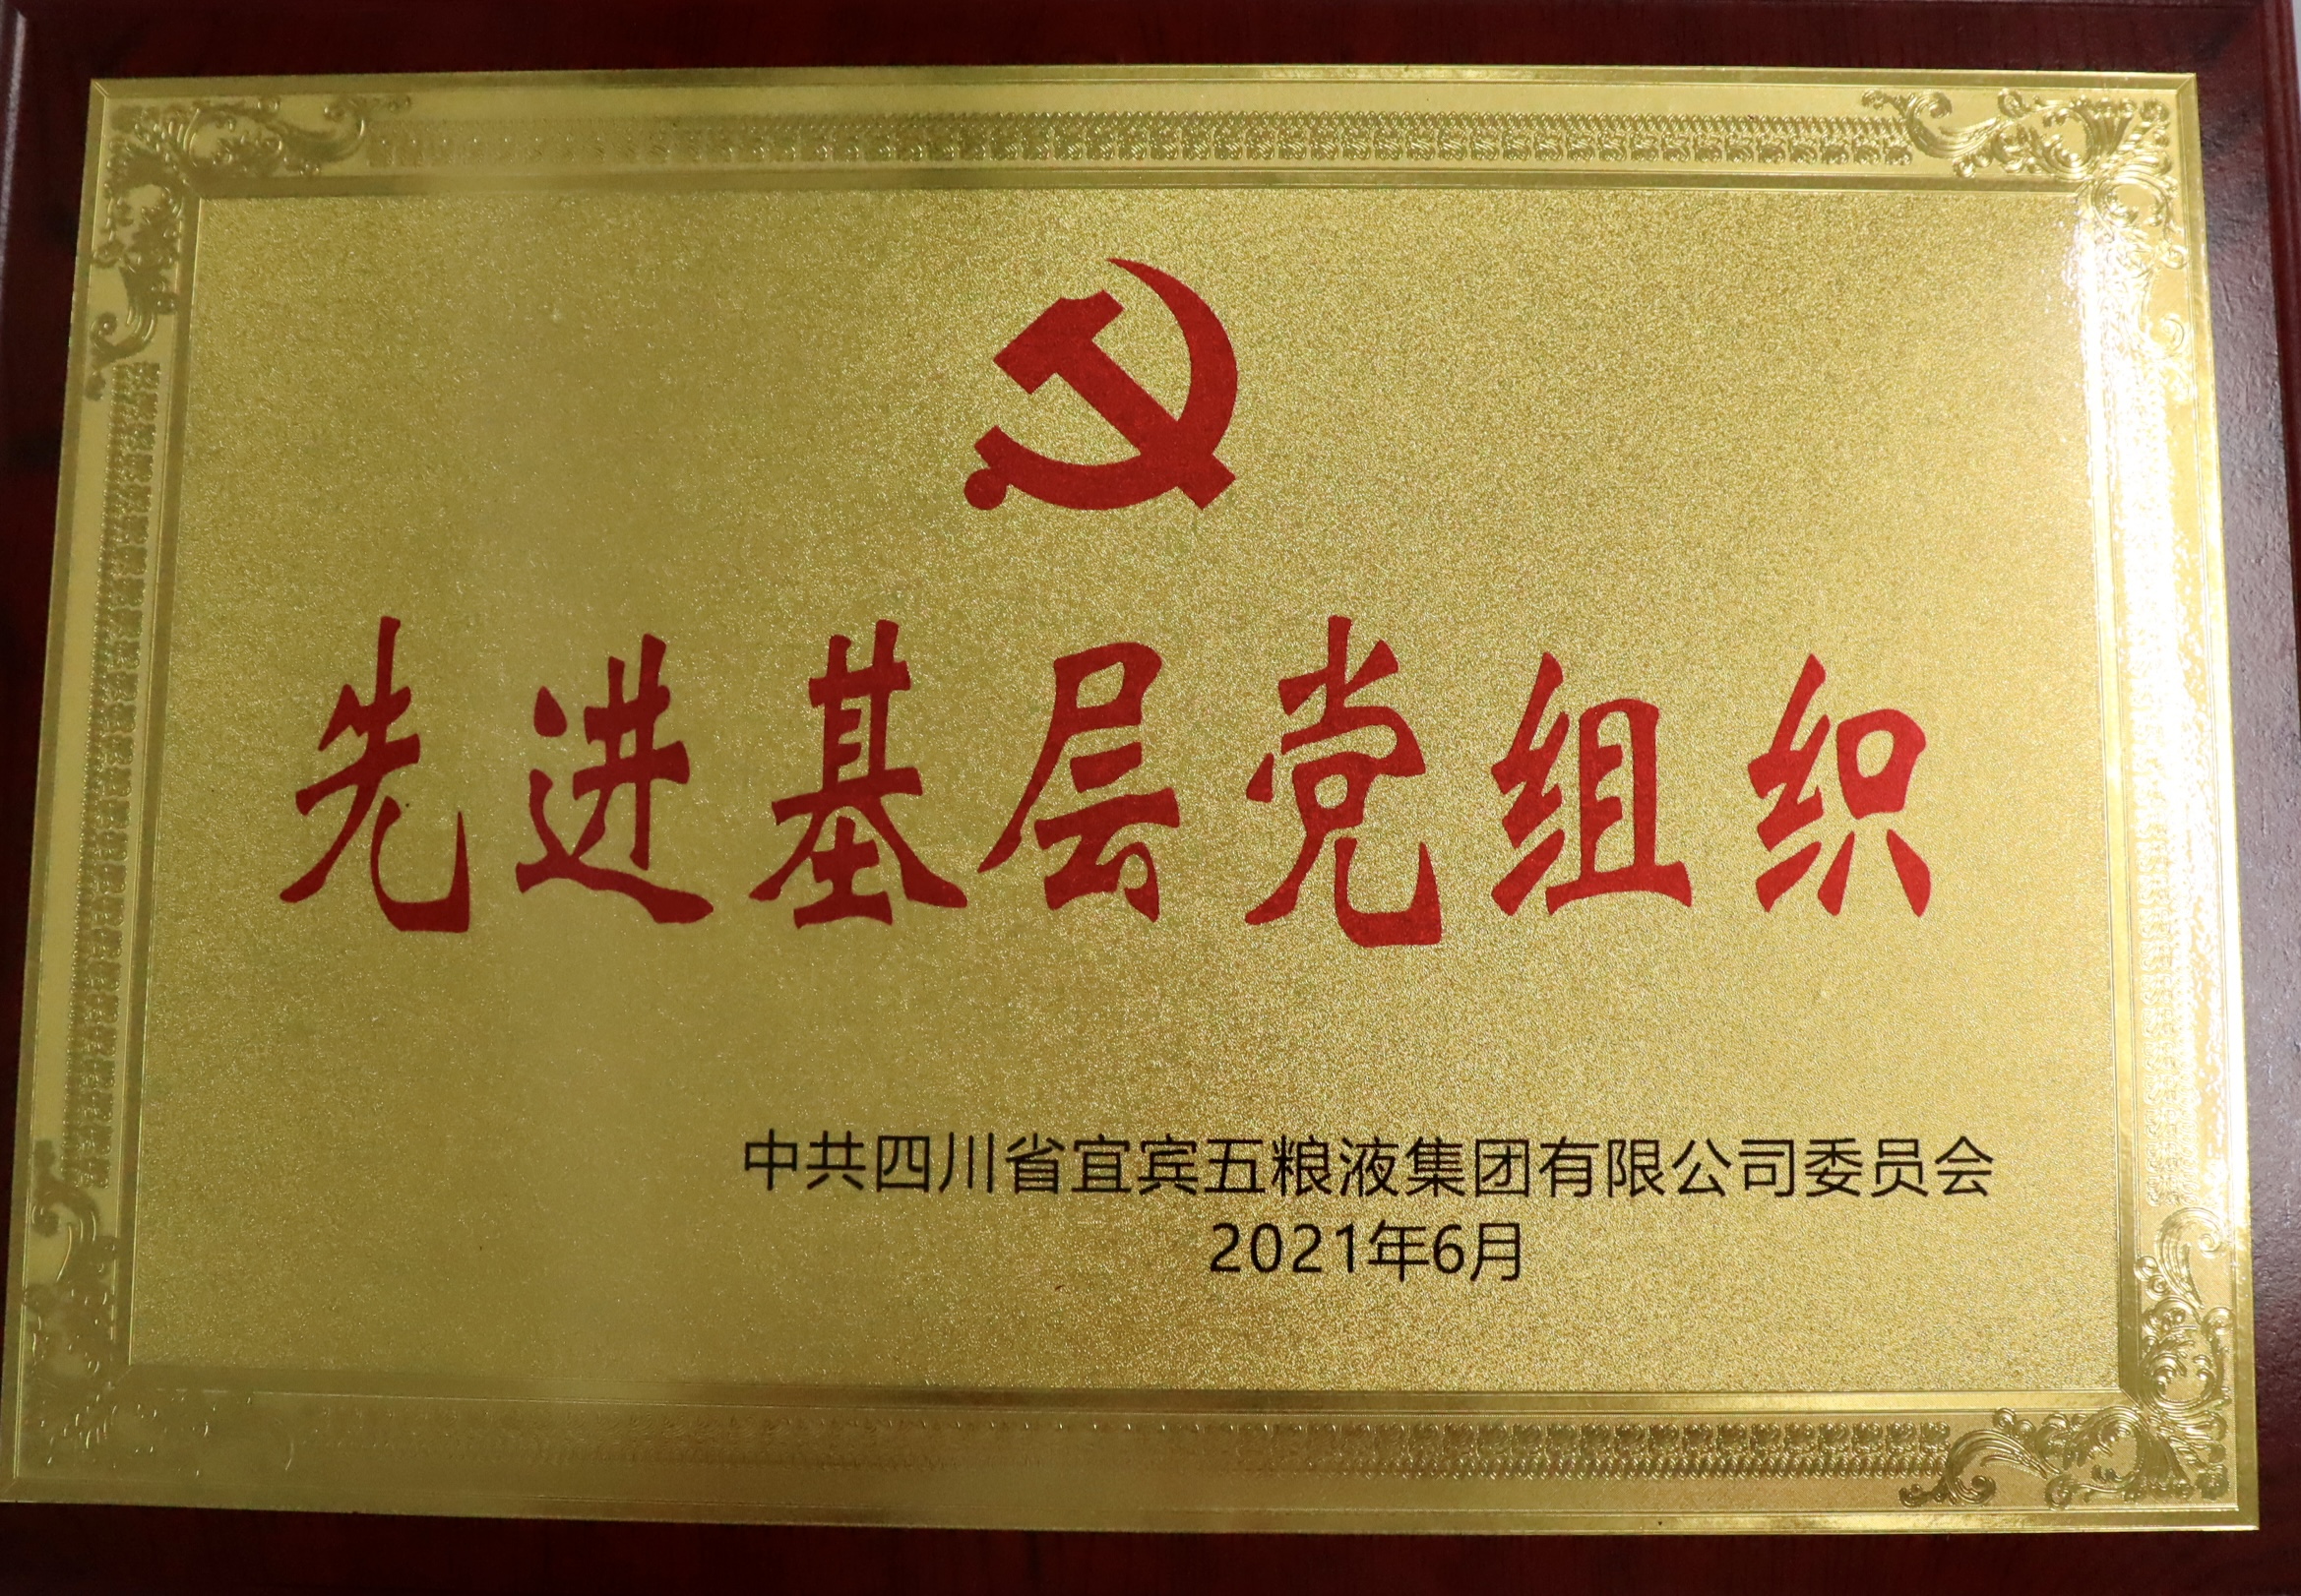 先进基层党组织
中共四川省宜宾五粮液集团有限公司委员会
2021年6月